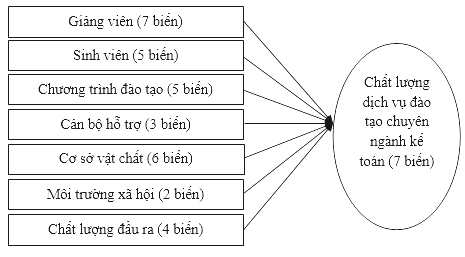 Giảng viên (7 biến)
Sinh viên (5 biến)
Chương trình đào tạo (5 biến)
Cán bộ hỗ trợ (3 biến)
Cơ sở vật chất (6 biến)
Môi trường xã hội (2 biến)
Chất lượng đầu ra (4 biến)
Chất lượng
dịch vụ đào
tạo chuyên
ngành kế
toán (7 biến)